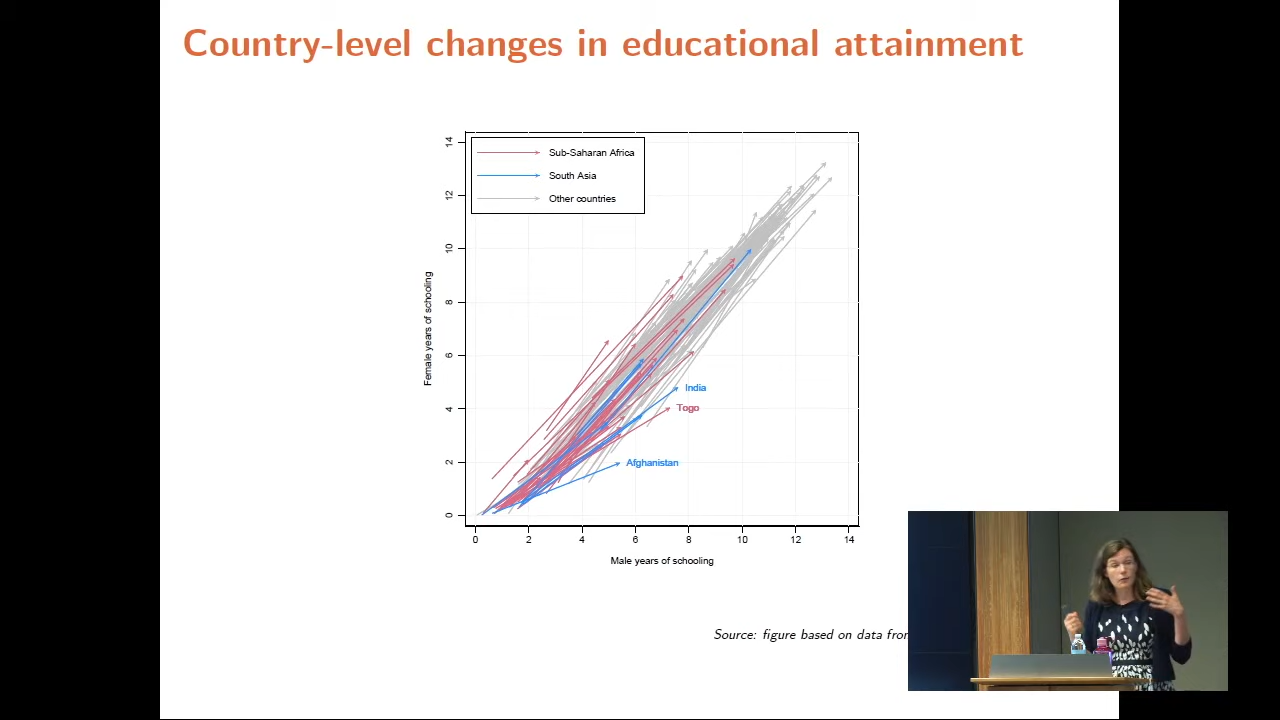 Country-level changes in educational attainment
Sub-Saharan Africa
South Asia
Other countries
14
12
10
8
6
4
2
0
Female years of schooling
India
Togo
Afghanistan
0 2 4 6 8 10 12 14
Male years of schooling
Source: figure based on data from